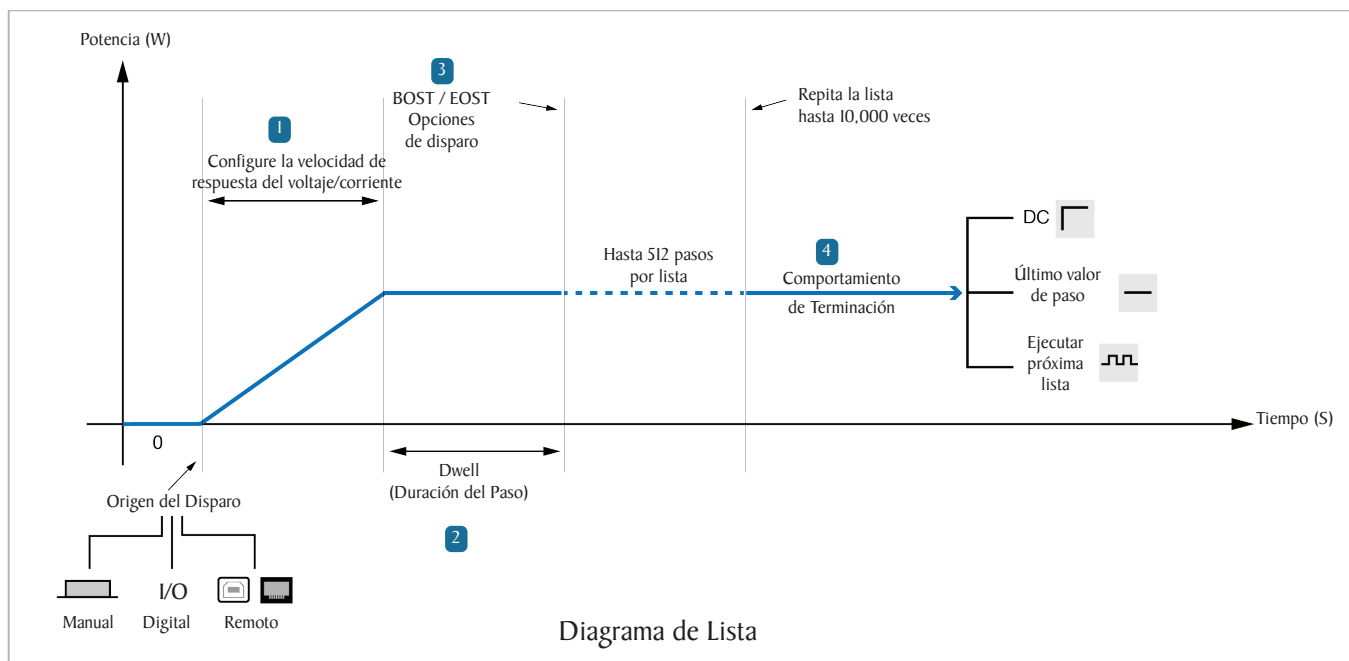 Potencia (W)
3
BOST / EOST
Opciones
de disparo
Repita la lista
hasta 10,000 veces
1
Configure la velocidad de
respuesta del voltaje/corriente
DC
Hasta 512 pasos
por lista
4
Comportamiento
de Terminación
Último valor
de paso
Ejecutar
próxima
lista
0
Tiempo (S)
Dwell
(Duración del Paso)
2
Origen del Disparo
I/O
Manual
Digital
Remoto
Diagrama de Lista